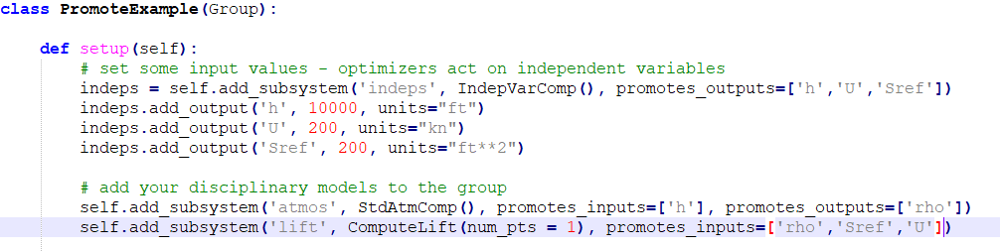 class PromoteExample(Group):
def setup(self):
# set some input values - optimizers act on independent variables
indeps = self.add_subsystem('indeps', IndepVarComp(), promotes_outputs=['h','U','Sref'])
indeps.add_output('h', 10000, units="ft")
indeps.add_output('U', 200, units="kn")
indeps.add_output('Sref', 200, units="ft**2")
# add your disciplinary models to the group
self.add_subsystem('atmos', StdAtmComp(), promotes_inputs=['h'], promotes_outputs=['rho'])
self.add_subsystem('lift', ComputeLift(num_pts = 1), promotes_inputs=['rho','Sref','U'])